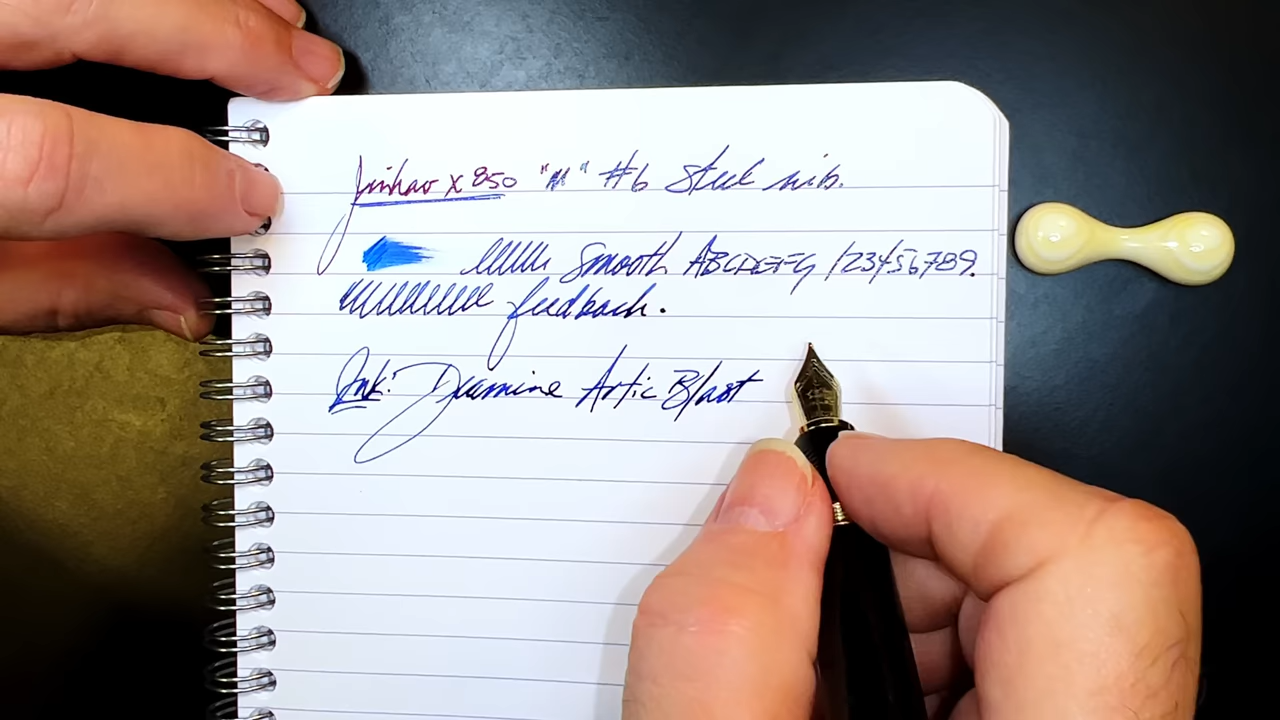 Jinhao X850 "M" #6 Steel nib.
Smooth ABCDEFG 123456789.
feedback.
Ink: Diamine Artic Blast